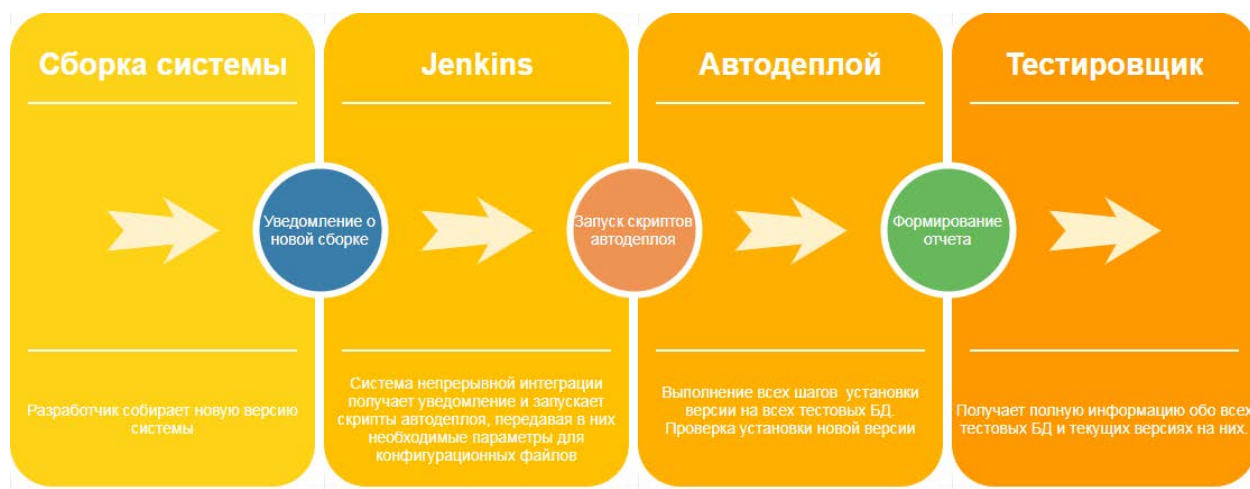 Сборка системы
Jenkins
Автодеплой
Тестировщик
Уведомление о
новой сборке
Запуск скриптов
автодеплоя
Формирование
отчета
Разработчик собирает новую версию
системы
Система непрерывной интеграции
получает уведомление и запускает
скрипты автодеплоя, передавая в них
необходимые параметры для
конфигурационных файлов
Выполнение всех шагов установки
версии на всех тестовых БД.
Проверка установки новой версии
Получает полную информацию обо всех
тестовых БД и текущих версиях на них.